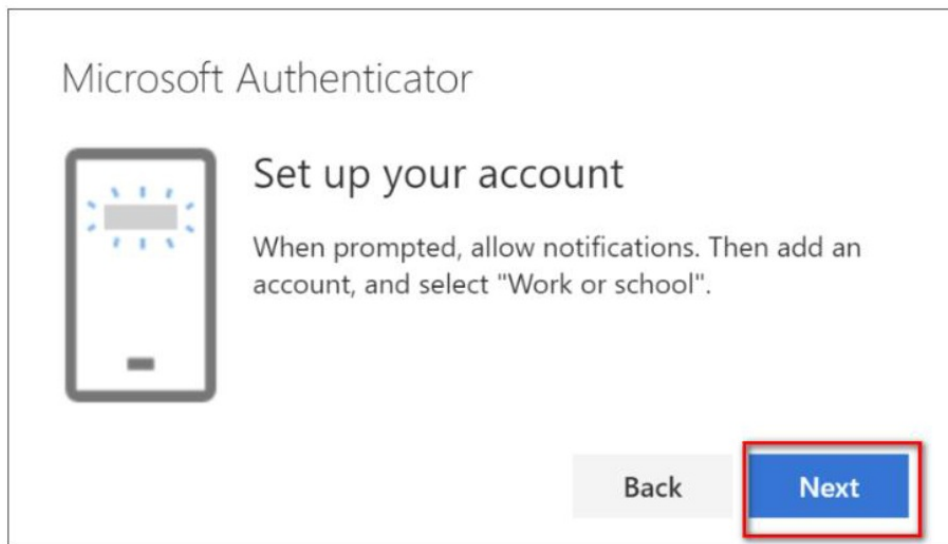 Microsoft Authenticator
Set up your account
When prompted, allow notifications. Then add an
account, and select "Work or school".
Back
Next